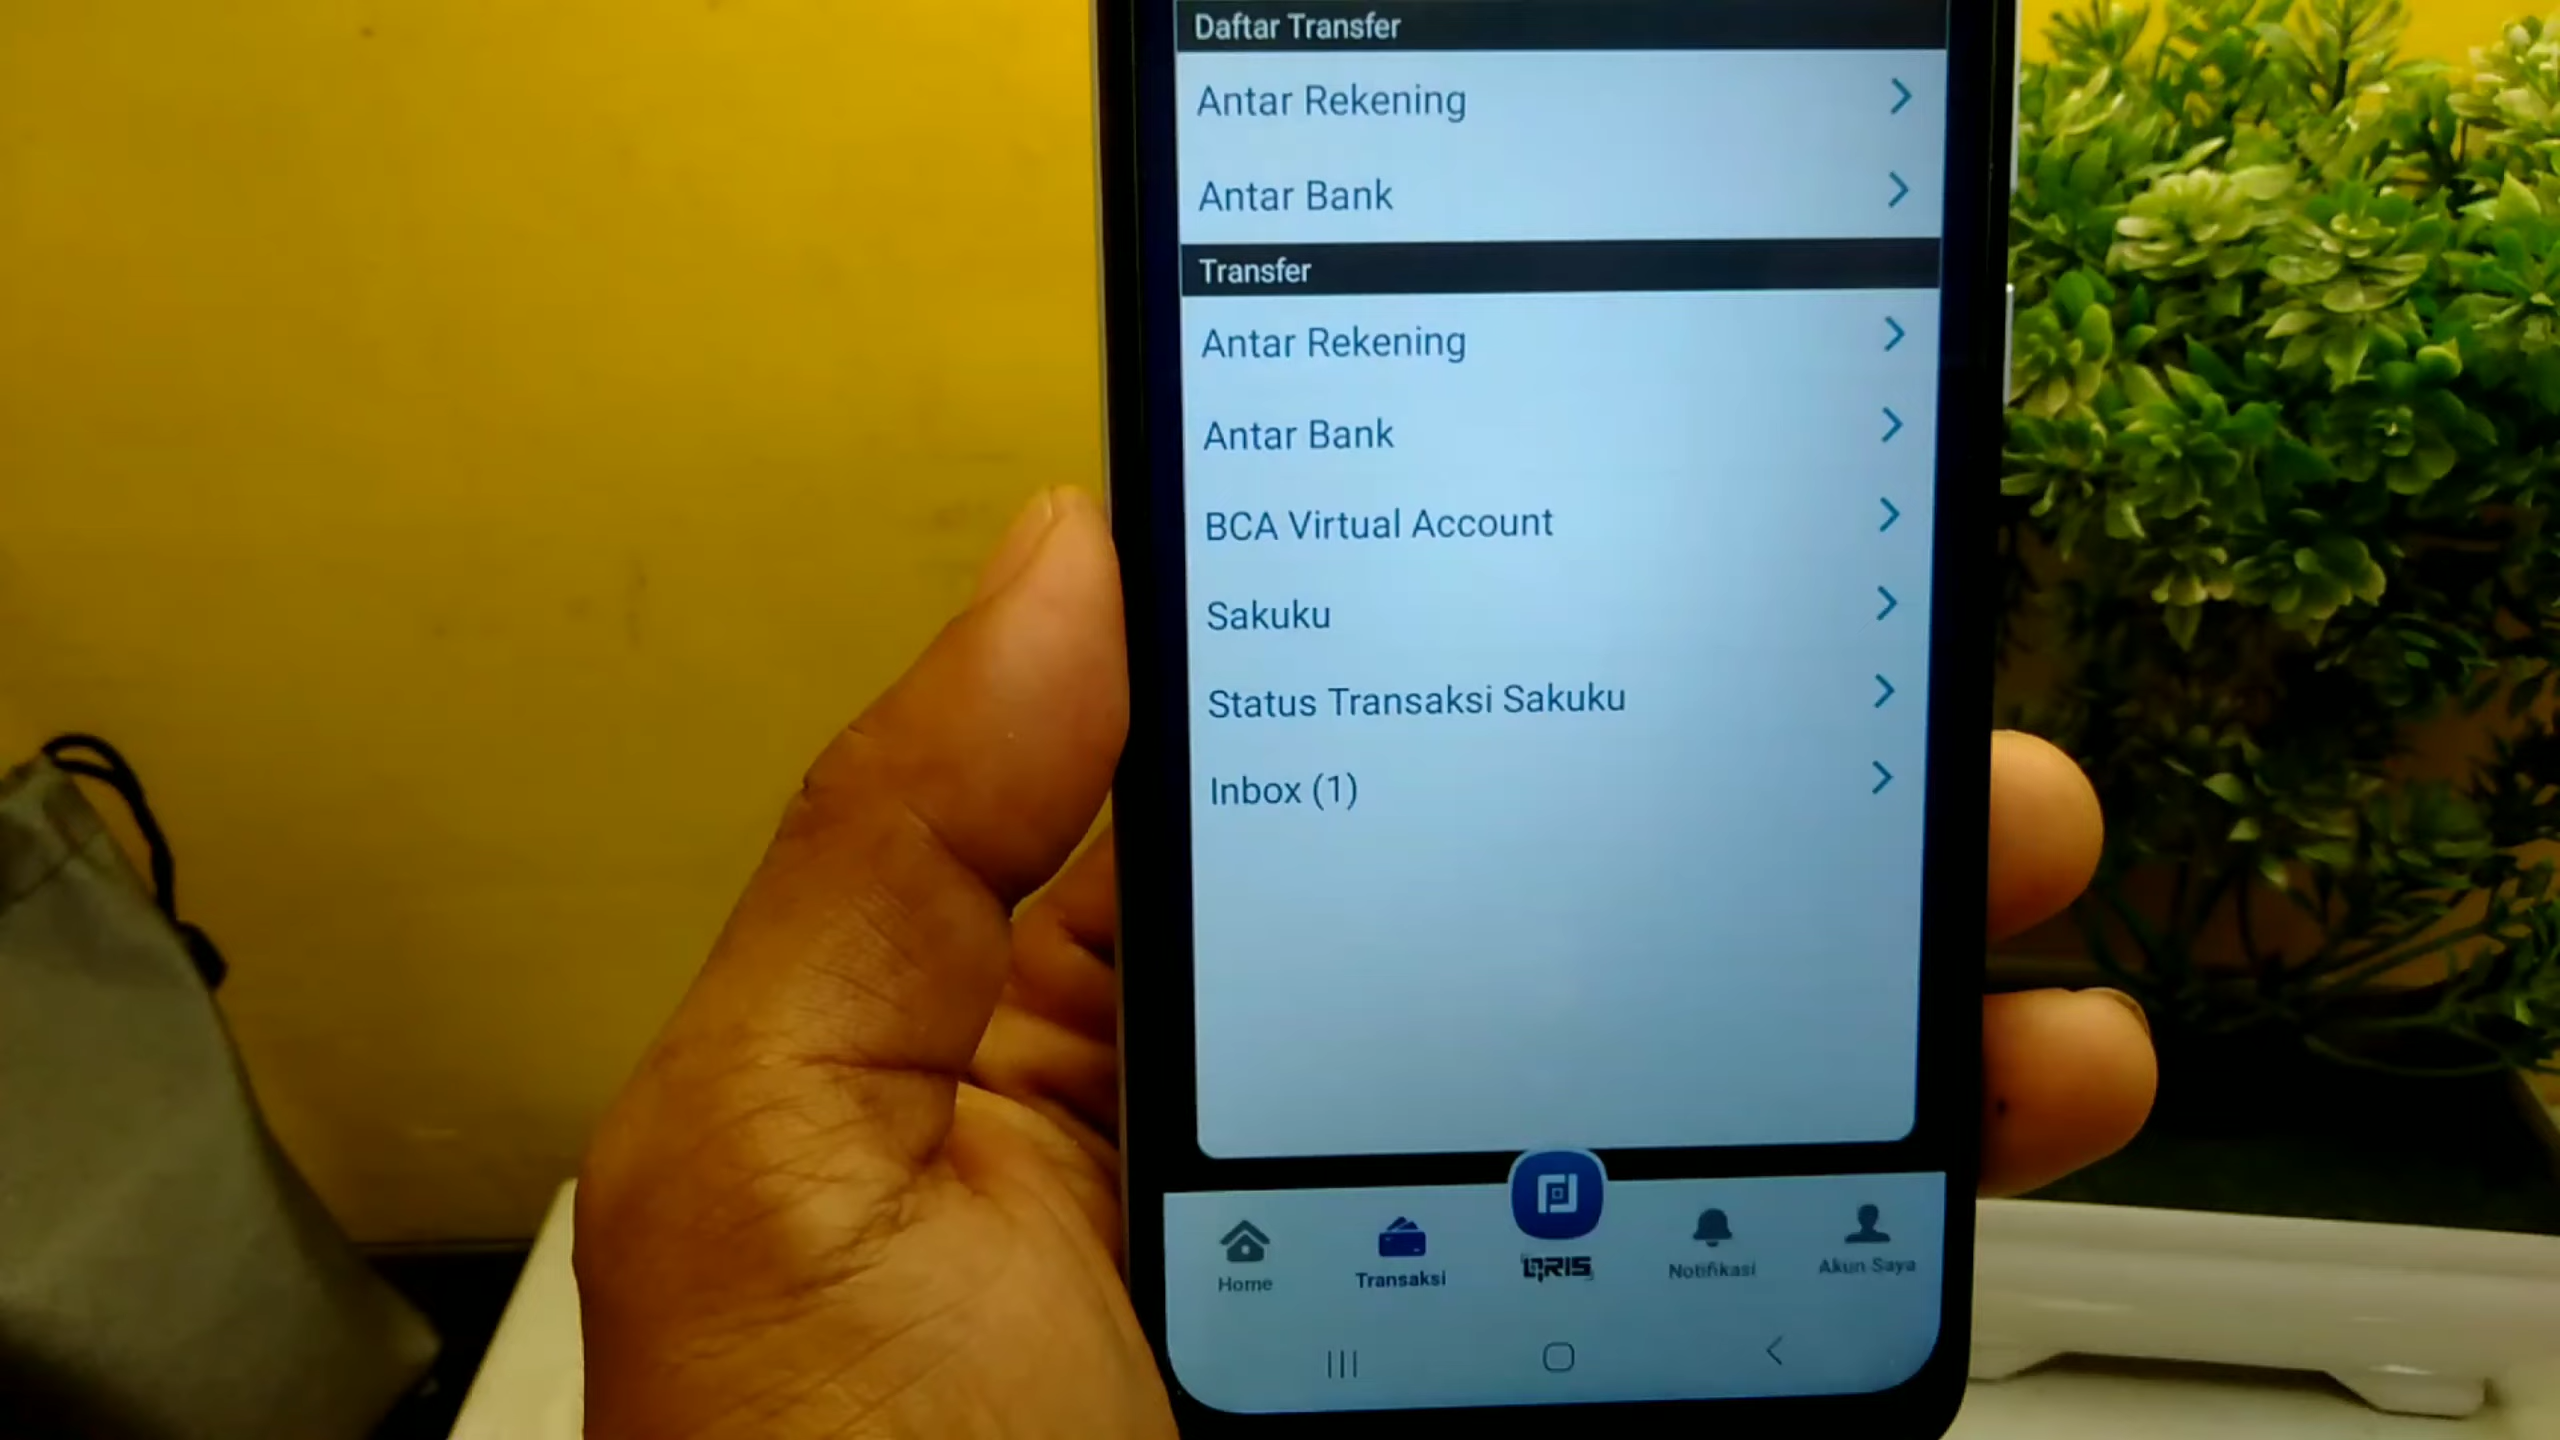 Daftar Transfer
Antar Rekening
Antar Bank
Transfer
Antar Rekening
Antar Bank
BCA Virtual Account
Sakuku
Status Transaksi Sakuku
Inbox (1)
Home
Transaksi
QRIS
Notifikasi
Akun Saya